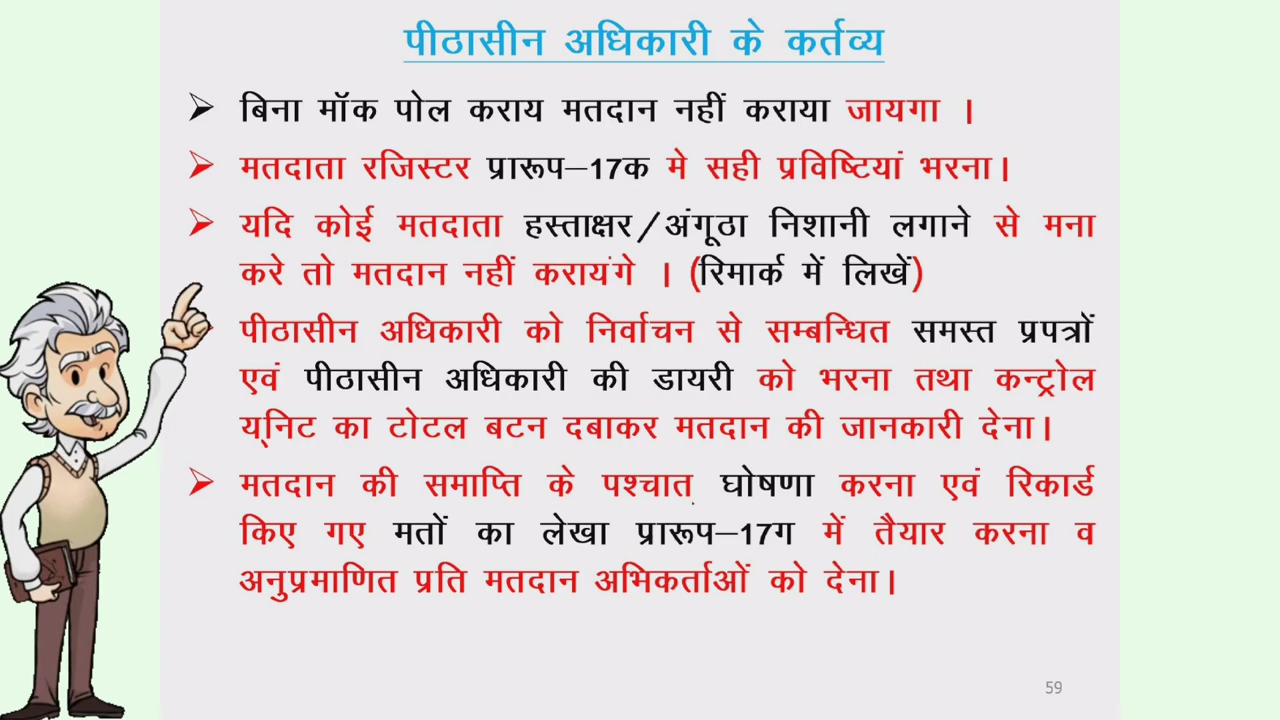 पीठासीन अधिकारी के कर्तव्य
➢ बिना मॉक पोल कराय मतदान नहीं कराया जायगा ।
➢ मतदाता रजिस्टर प्रारूप–17क मे सही प्रविष्टियां भरना।
➢ यदि कोई मतदाता हस्ताक्षर/अंगूठा निशानी लगाने से मना
करे तो मतदान नहीं करायंगे । (रिमार्क में लिखें)
पीठासीन अधिकारी को निर्वाचन से सम्बन्धित समस्त प्रपत्रों
एवं पीठासीन अधिकारी की डायरी को भरना तथा कन्ट्रोल
यूनिट का टोटल बटन दबाकर मतदान की जानकारी देना।
➢ मतदान की समाप्ति के पश्चात घोषणा करना एवं रिकार्ड
किए गए मतों का लेखा प्रारूप–17ग में तैयार करना व
अनुप्रमाणित प्रति मतदान अभिकर्ताओं को देना।
59